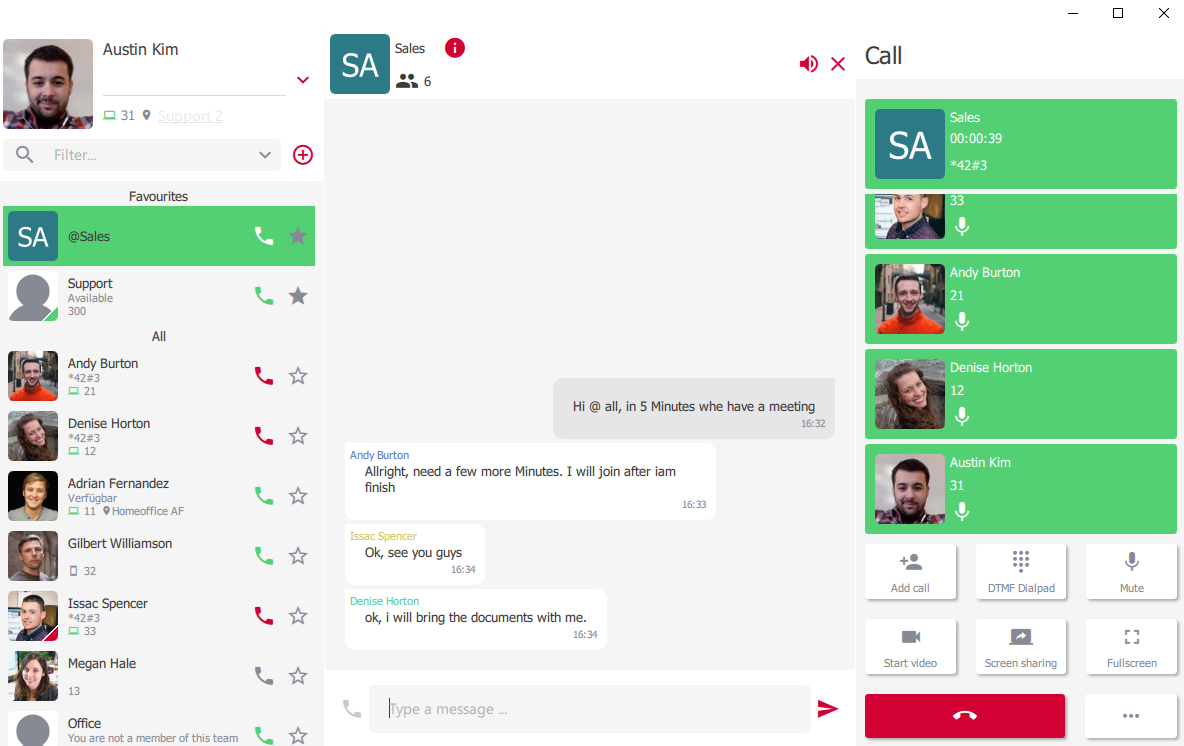 Austin Kim
31 Support 2
Filter...
Favourites
SA @Sales
Support
Available
300
All
Andy Burton
*42#3
21
Denise Horton
*42#3
12
Adrian Fernandez
Verfügbar
11 Homeoffice AF
Gilbert Williamson
32
Issac Spencer
*42#3
33
Megan Hale
13
Office
You are not a member of this team
SA
Sales
6
Hi @ all, in 5 Minutes whe have a meeting
16:32
Andy Burton
Allright, need a few more Minutes. I will join after iam
finish
16:33
Issac Spencer
Ok, see you guys
16:34
Denise Horton
ok, i will bring the documents with me.
16:34
Type a message ...
Call
SA
Sales
00:00:39
*42#3
33
Andy Burton
21
Denise Horton
12
Austin Kim
31
Add call
DTMF Dialpad
Mute
Start video
Screen sharing
Fullscreen